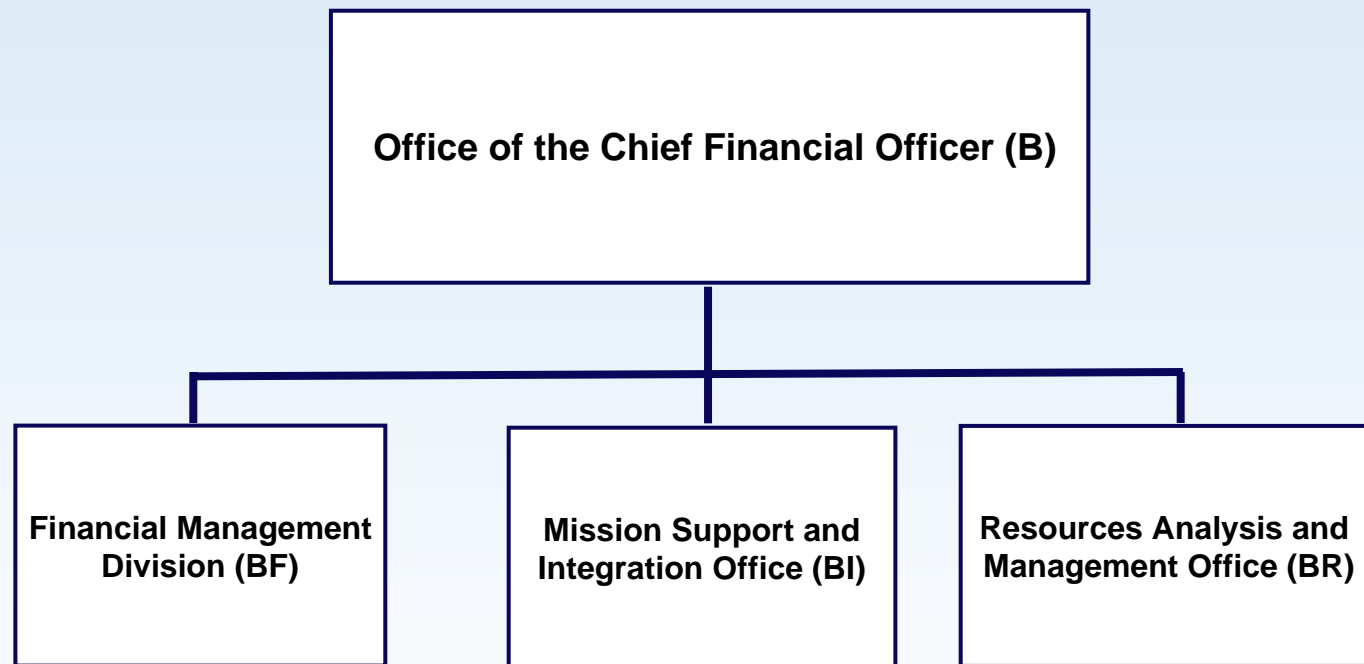 Office of the Chief Financial Officer (B)
Financial Management
Division (BF)
Mission Support and
Integration Office (BI)
Resources Analysis and
Management Office (BR)